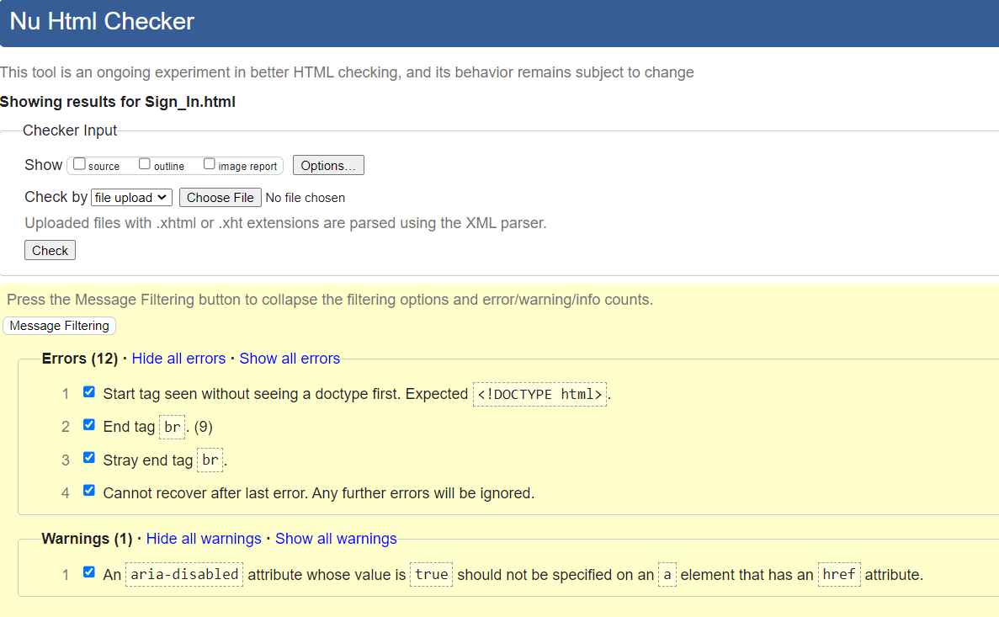 Nu Html Checker
This tool is an ongoing experiment in better HTML checking, and its behavior remains subject to change
Showing results for Sign_In.html
Checker Input
Show source outline image report Options...
Check by file upload Choose File No file chosen
Uploaded files with .xhtml or .xht extensions are parsed using the XML parser.
Check
Press the Message Filtering button to collapse the filtering options and error/warning/info counts.
Message Filtering
Errors (12) · Hide all errors · Show all errors
1 Start tag seen without seeing a doctype first. Expected <!DOCTYPE html>.
2 End tag br. (9)
3 Stray end tag br.
4 Cannot recover after last error. Any further errors will be ignored.
Warnings (1) · Hide all warnings · Show all warnings
1 An aria-disabled attribute whose value is true should not be specified on an a element that has an href attribute.